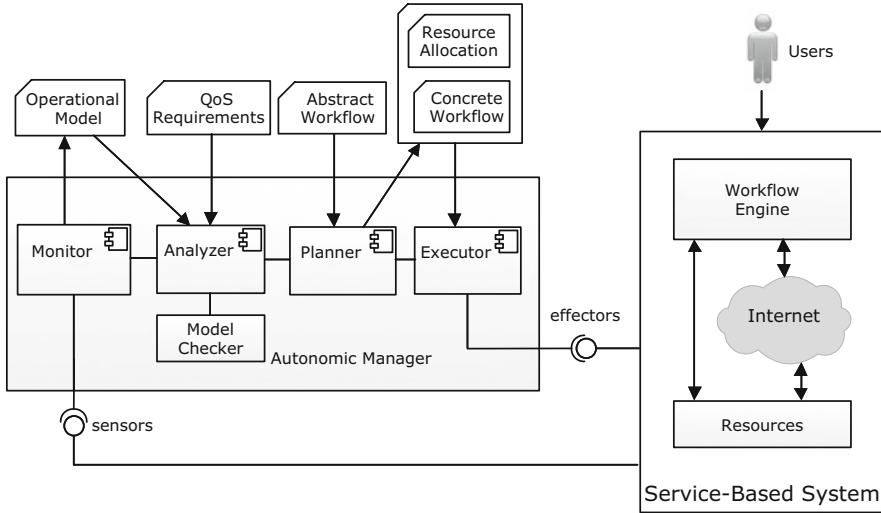 Resource
Allocation
Concrete
Workflow
Operational
Model
QoS
Requirements
Abstract
Workflow
Users
Monitor
Analyzer
Planner
Executor
Model
Checker
Autonomic Manager
sensors
effectors
Workflow
Engine
Internet
Resources
Service-Based System